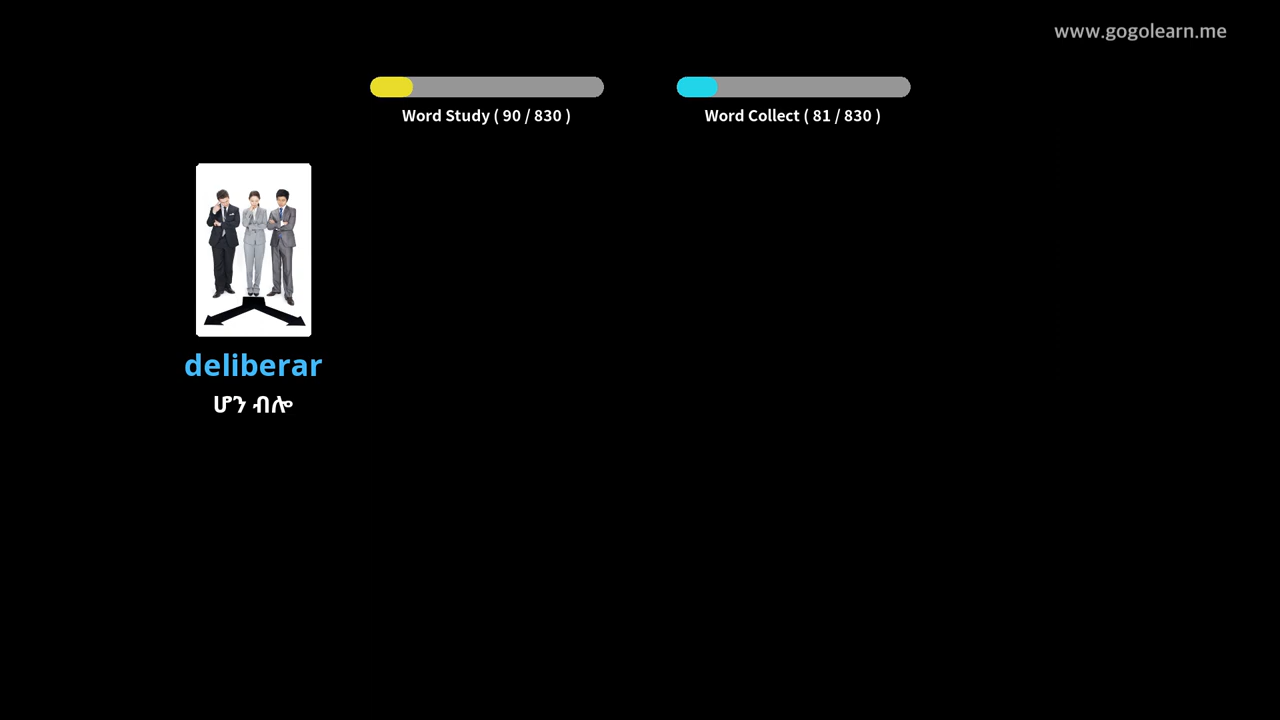 www.gogolearn.me
Word Study ( 90 / 830 )
Word Collect ( 81 / 830 )
deliberar
ሆን ብሎ